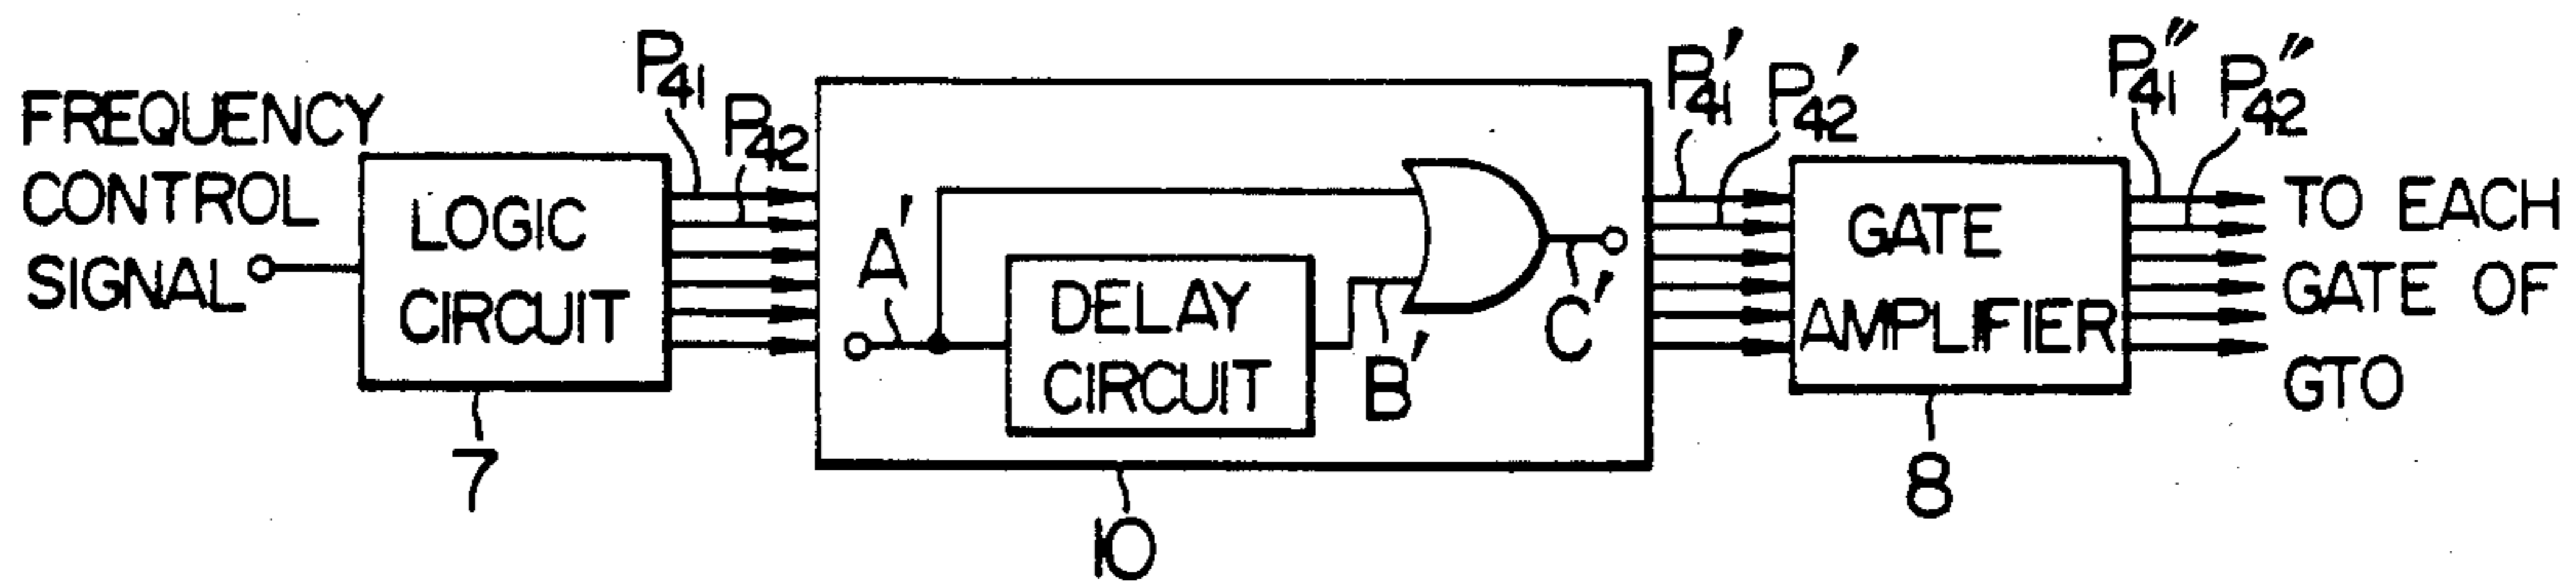 FREQUENCY
CONTROL
SIGNAL
LOGIC
CIRCUIT
7
P41
P42
A'
DELAY
CIRCUIT
B'
C'
10
P41'
P42'
GATE
AMPLIFIER
8
P41"
P42"
TO EACH
GATE OF
GTO